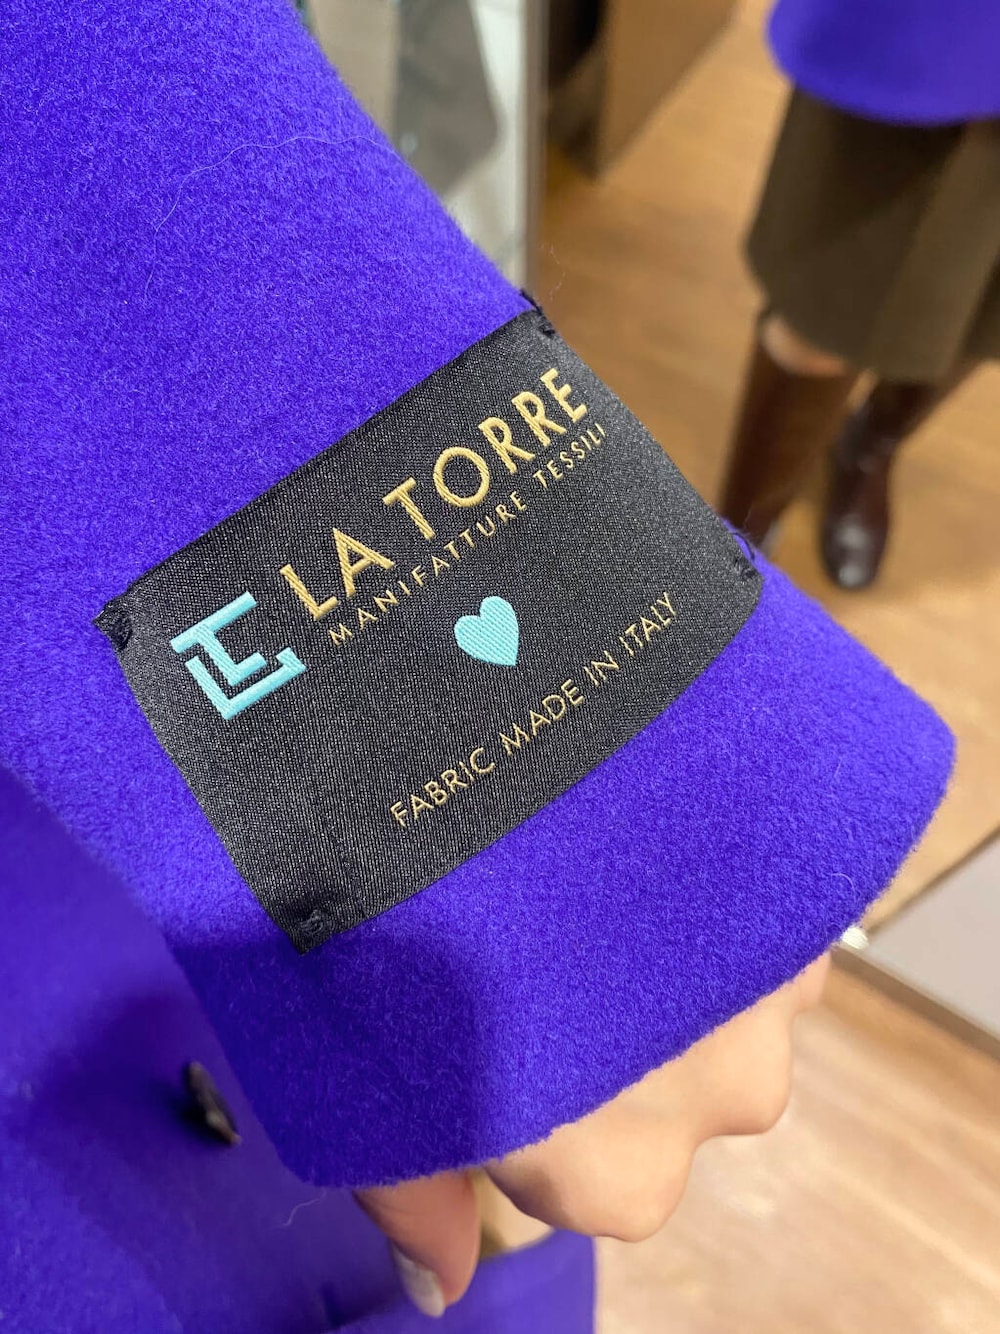 LA TORRE
MANIFATTURE TESSILI
FABRIC MADE IN ITALY